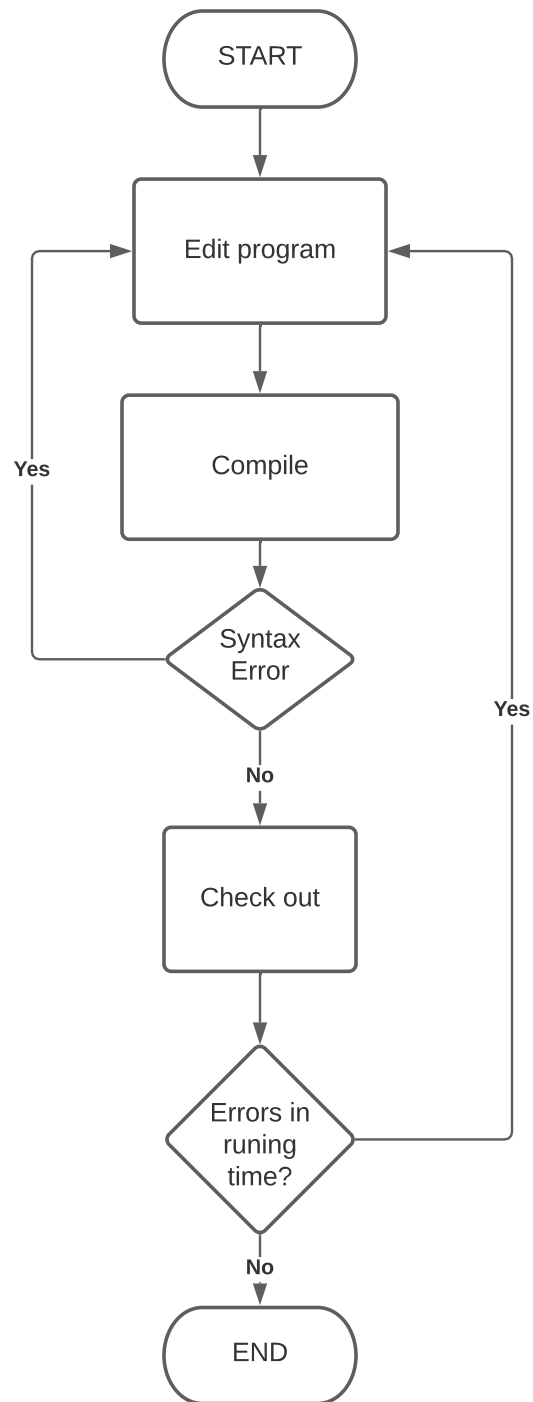 START
Edit program
Compile
Yes
Syntax
Error
Yes
No
Check out
Errors in
runing
time?
No
END